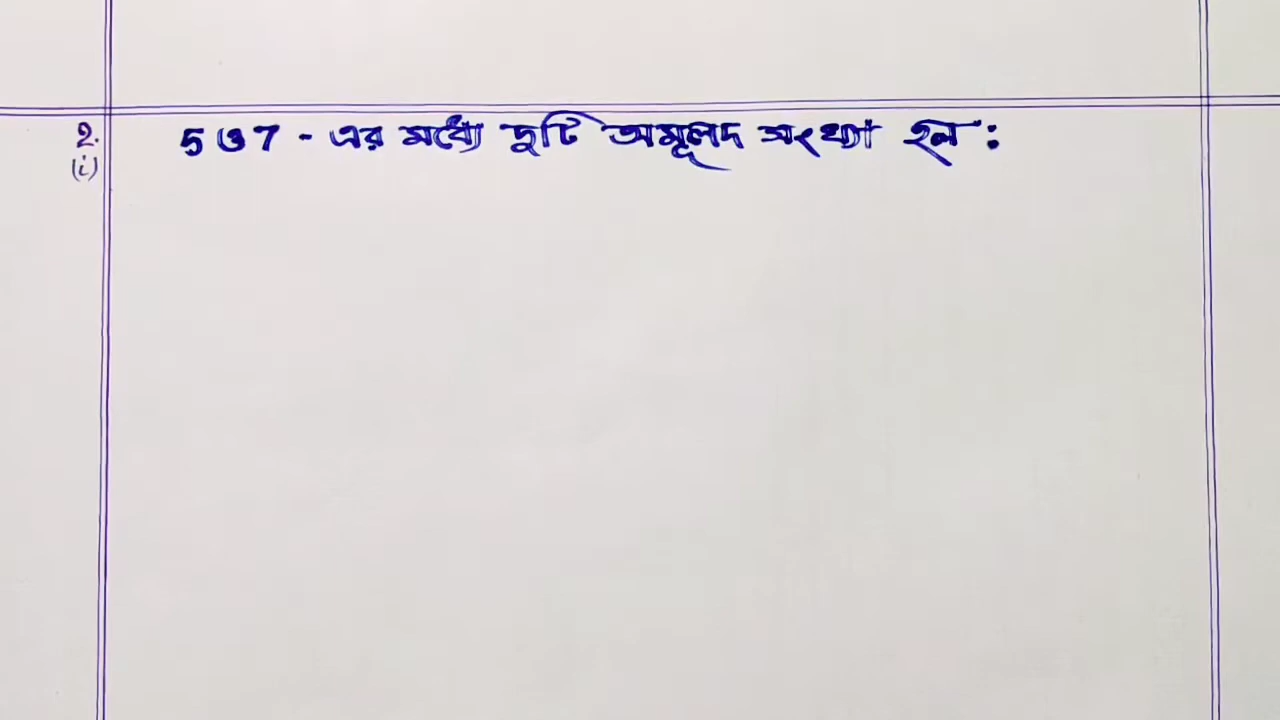 2. 5 ও 7 - এর মধ্যে দুটি অমূলদ সংখ্যা হল :
(i)